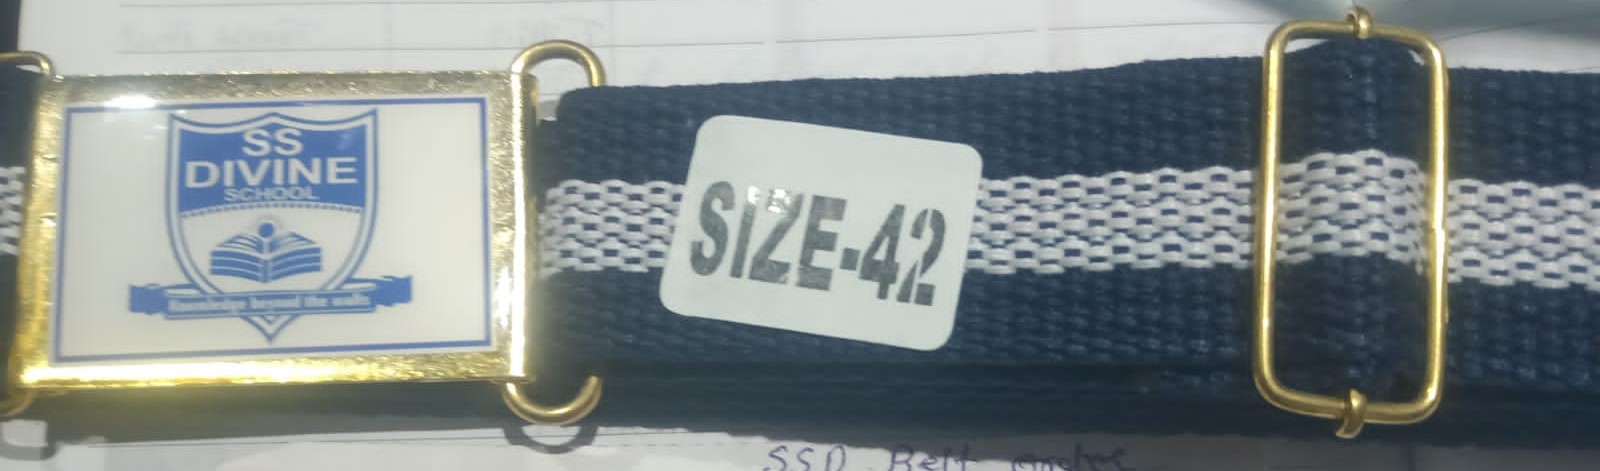 SS
DIVINE
SCHOOL
Knowledge beyond the walls
SIZE-42
SSD Belt